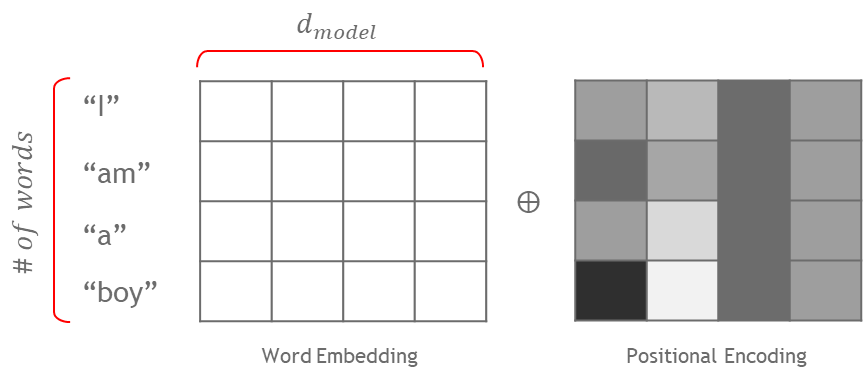 d_model
# of words
“I”
“am”
“a”
“boy”
⊕
Word Embedding
Positional Encoding